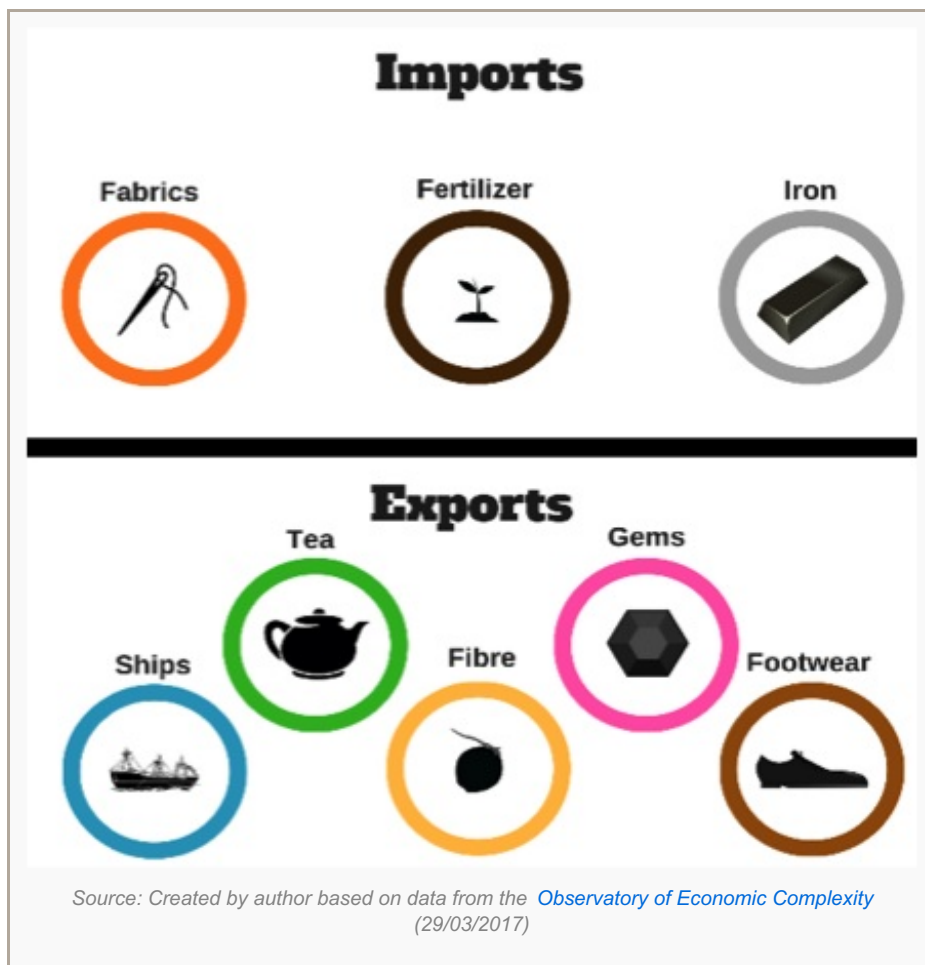 Imports
Fabrics
Fertilizer
Iron
Exports
Tea
Gems
Ships
Fibre
Footwear
Source: Created by author based on data from the Observatory of Economic Complexity
(29/03/2017)